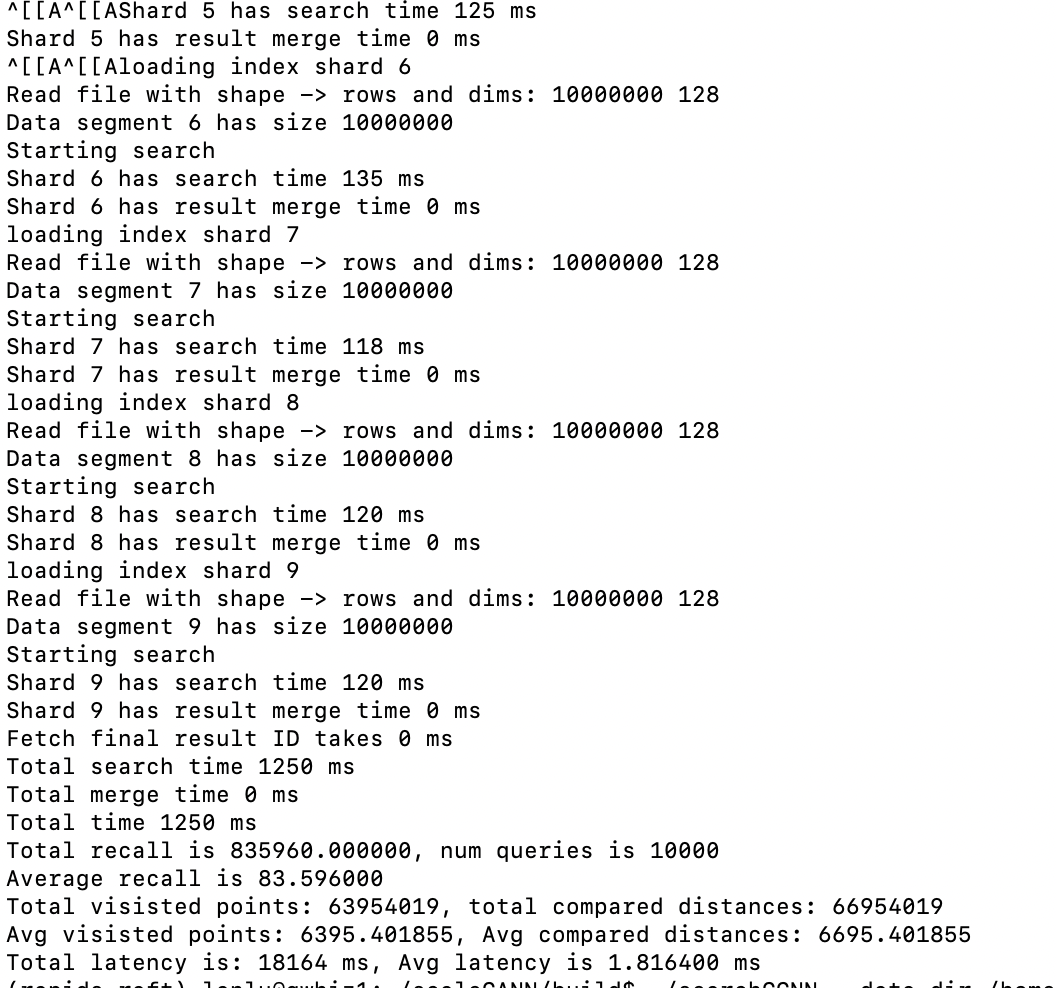 ^[[A^[[AShard 5 has search time 125 ms
Shard 5 has result merge time 0 ms
^[[A^[[Aloading index shard 6
Read file with shape -> rows and dims: 10000000 128
Data segment 6 has size 10000000
Starting search
Shard 6 has search time 135 ms
Shard 6 has result merge time 0 ms
loading index shard 7
Read file with shape -> rows and dims: 10000000 128
Data segment 7 has size 10000000
Starting search
Shard 7 has search time 118 ms
Shard 7 has result merge time 0 ms
loading index shard 8
Read file with shape -> rows and dims: 10000000 128
Data segment 8 has size 10000000
Starting search
Shard 8 has search time 120 ms
Shard 8 has result merge time 0 ms
loading index shard 9
Read file with shape -> rows and dims: 10000000 128
Data segment 9 has size 10000000
Starting search
Shard 9 has search time 120 ms
Shard 9 has result merge time 0 ms
Fetch final result ID takes 0 ms
Total search time 1250 ms
Total merge time 0 ms
Total time 1250 ms
Total recall is 835960.000000, num queries is 10000
Average recall is 83.596000
Total visisted points: 63954019, total compared distances: 66954019
Avg visisted points: 6395.401855, Avg compared distances: 6695.401855
Total latency is: 18164 ms, Avg latency is 1.816400 ms